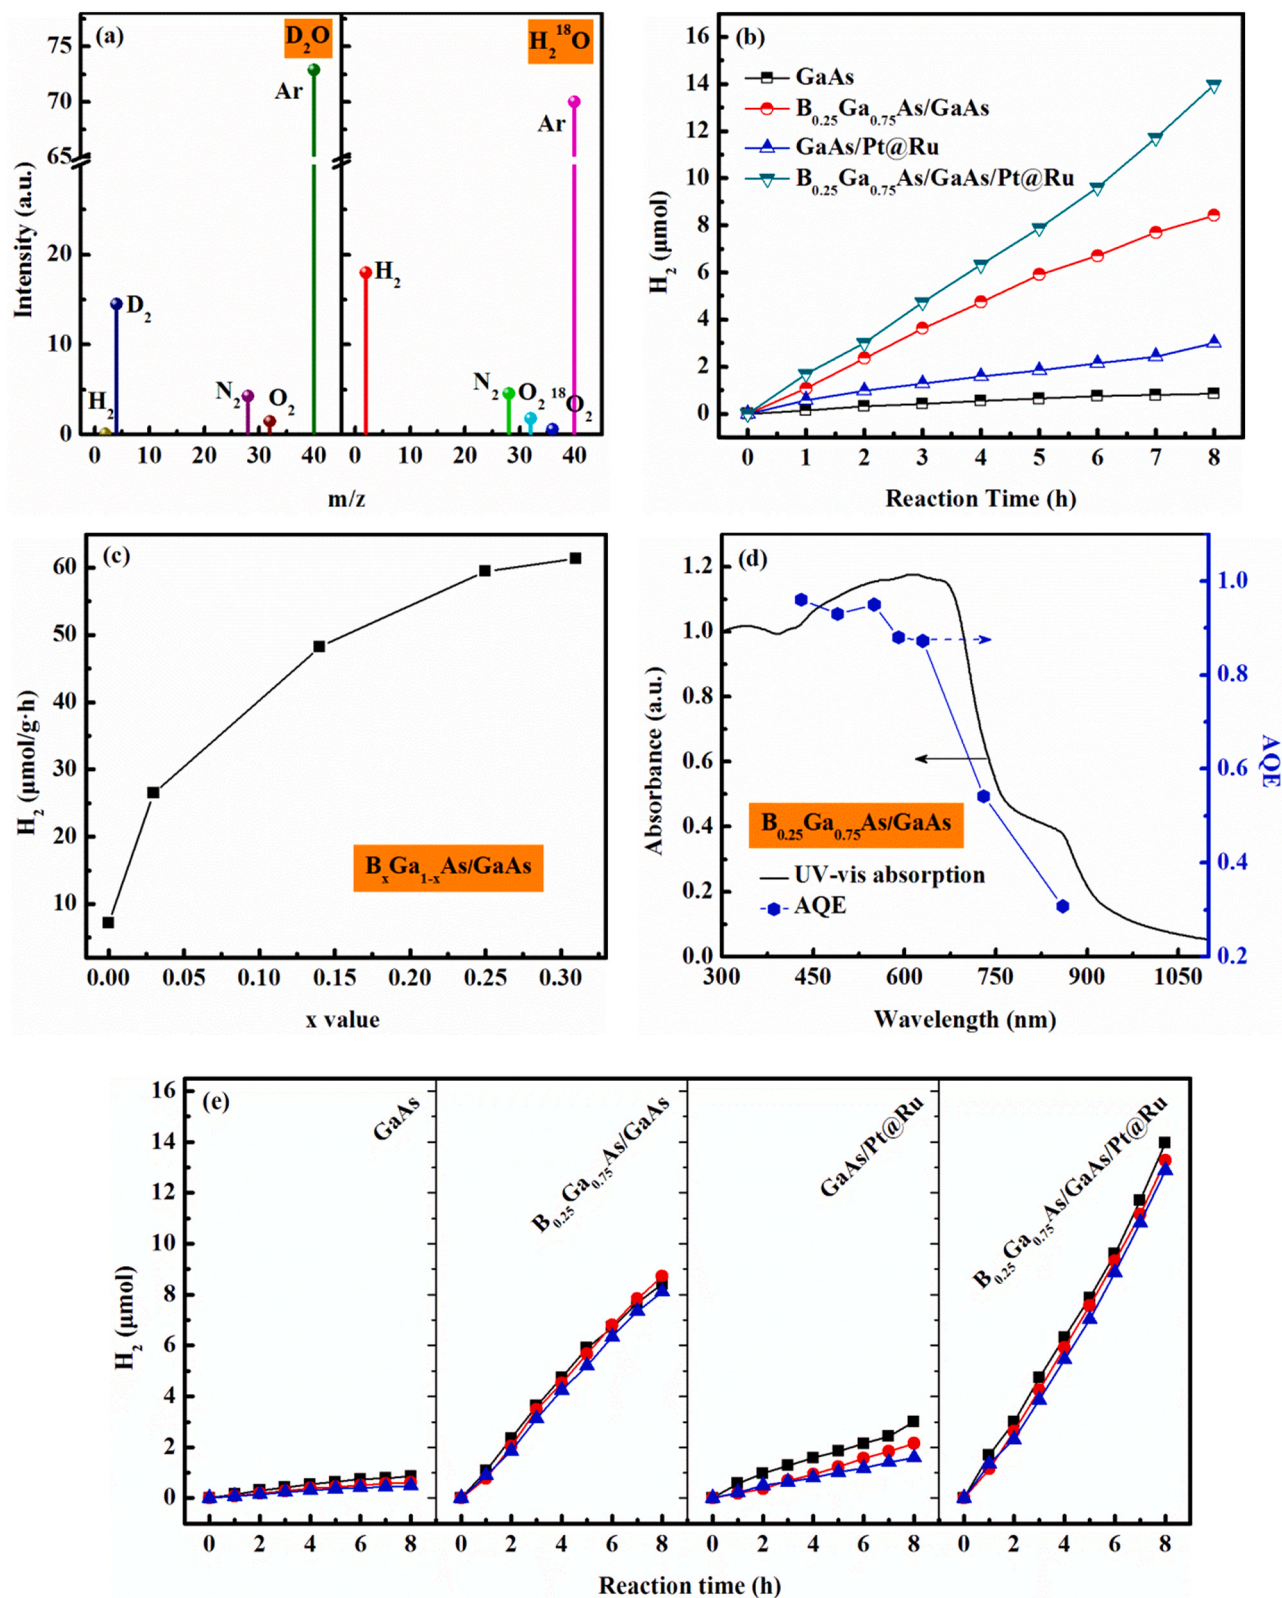 (a)
D₂O
H₂¹⁸O
75
70
65
20
10
0
Intensity (a.u.)
Ar
Ar
H₂
D₂
N₂
O₂
H₂
N₂
O₂
¹⁸O₂
0 10 20 30 40 0 10 20 30 40
m/z
(b)
16
14
12
10
8
6
4
2
0
H₂ (μmol)
GaAs
B₀.₂₅Ga₀.₇₅As/GaAs
GaAs/Pt@Ru
B₀.₂₅Ga₀.₇₅As/GaAs/Pt@Ru
0 1 2 3 4 5 6 7 8
Reaction Time (h)
(c)
60
50
40
30
20
10
H₂ (μmol/g·h)
BₓGa₁₋ₓAs/GaAs
0.00 0.05 0.10 0.15 0.20 0.25 0.30
x value
(d)
1.2
1.0
0.8
0.6
0.4
0.2
0.0
Absorbance (a.u.)
B₀.₂₅Ga₀.₇₅As/GaAs
UV-vis absorption
AQE
1.0
0.8
0.6
0.4
0.2
AQE
300 450 600 750 900 1050
Wavelength (nm)
(e)
16
14
12
10
8
6
4
2
0
H₂ (μmol)
GaAs
B₀.₂₅Ga₀.₇₅As/GaAs
GaAs/Pt@Ru
B₀.₂₅Ga₀.₇₅As/GaAs/Pt@Ru
0 2 4 6 8 0 2 4 6 8 0 2 4 6 8 0 2 4 6 8
Reaction time (h)